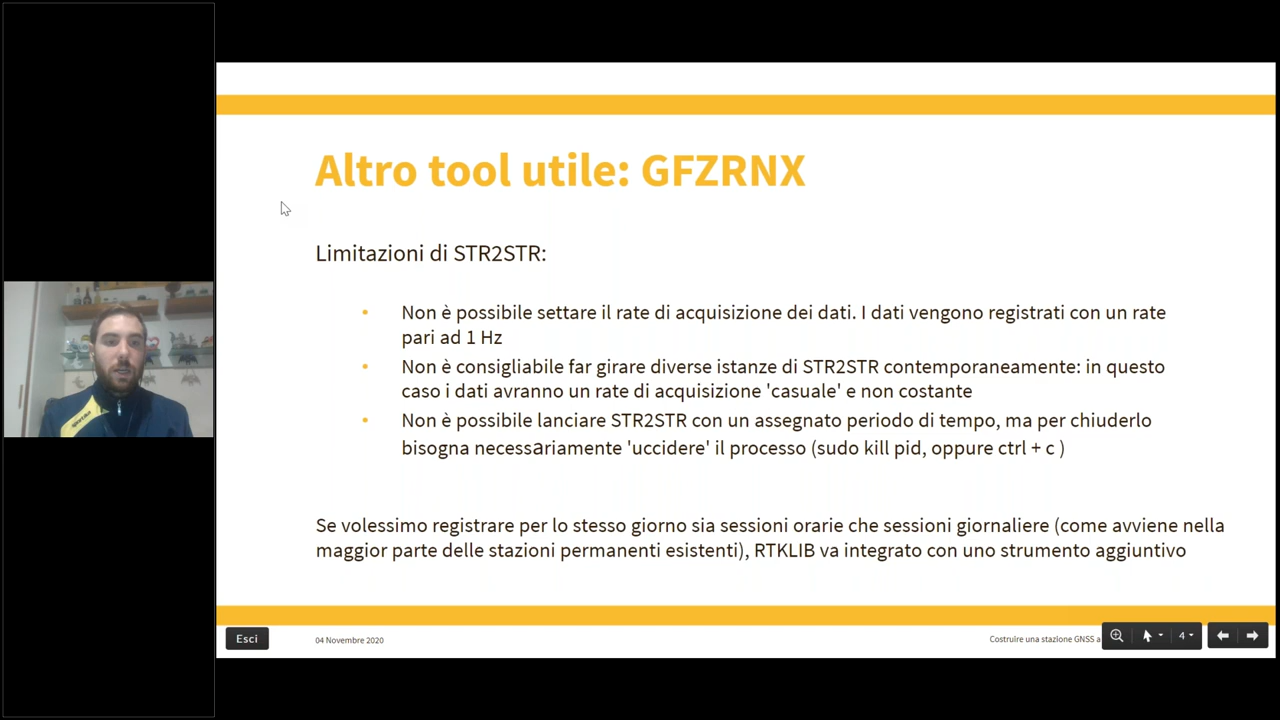 Altro tool utile: GFZRNX
Limitazioni di STR2STR:
• Non è possibile settare il rate di acquisizione dei dati. I dati vengono registrati con un rate
pari ad 1 Hz
• Non è consigliabile far girare diverse istanze di STR2STR contemporaneamente: in questo
caso i dati avranno un rate di acquisizione 'casuale' e non costante
• Non è possibile lanciare STR2STR con un assegnato periodo di tempo, ma per chiuderlo
bisogna necessariamente 'uccidere' il processo (sudo kill pid, oppure ctrl + c )
Se volessimo registrare per lo stesso giorno sia sessioni orarie che sessioni giornaliere (come avviene nella
maggior parte delle stazioni permanenti esistenti), RTKLIB va integrato con uno strumento aggiuntivo
Esci
04 Novembre 2020
Costruire una stazione GNSS a
4